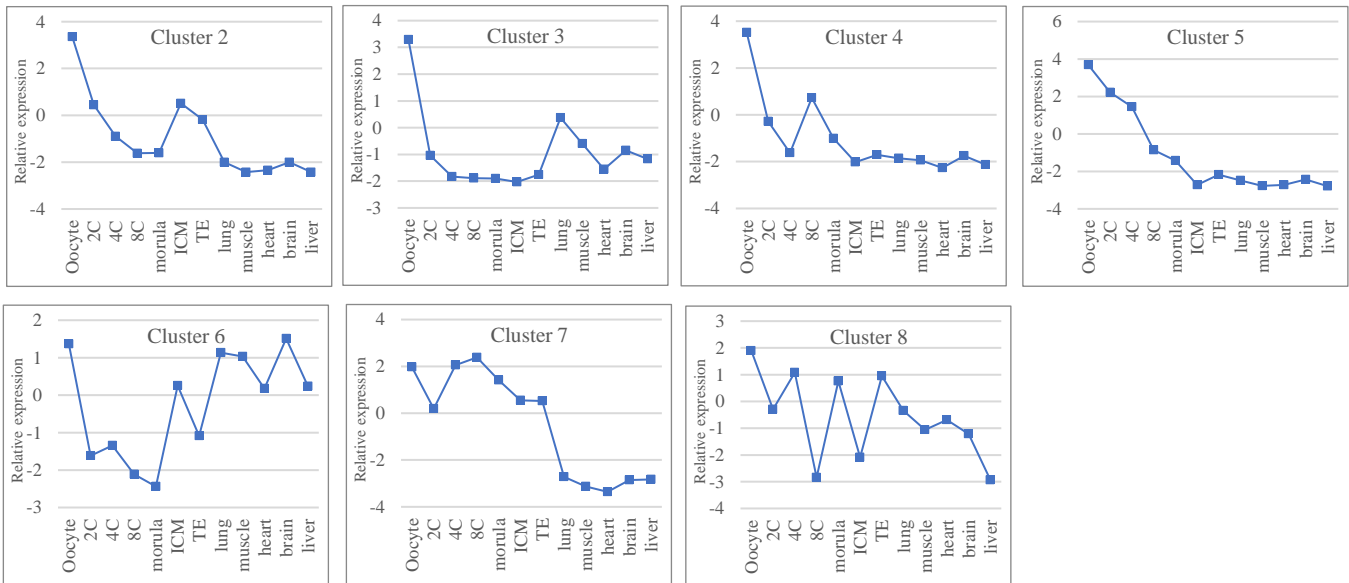 Cluster 2
Relative expression
4
2
0
-2
-4
Oocyte
2C
4C
8C
morula
ICM
TE
lung
muscle
heart
brain
liver
Cluster 3
Relative expression
4
3
2
1
0
-1
-2
-3
Oocyte
2C
4C
8C
morula
ICM
TE
lung
muscle
heart
brain
liver
Cluster 4
Relative expression
4
2
0
-2
-4
Oocyte
2C
4C
8C
morula
ICM
TE
lung
muscle
heart
brain
liver
Cluster 5
Relative expression
6
4
2
0
-2
-4
Oocyte
2C
4C
8C
morula
ICM
TE
lung
muscle
heart
brain
liver
Cluster 6
Relative expression
2
1
0
-1
-2
-3
Oocyte
2C
4C
8C
morula
ICM
TE
lung
muscle
heart
brain
liver
Cluster 7
Relative expression
4
2
0
-2
-4
Oocyte
2C
4C
8C
morula
ICM
TE
lung
muscle
heart
brain
liver
Cluster 8
Relative expression
3
2
1
0
-1
-2
-3
-4
Oocyte
2C
4C
8C
morula
ICM
TE
lung
muscle
heart
brain
liver